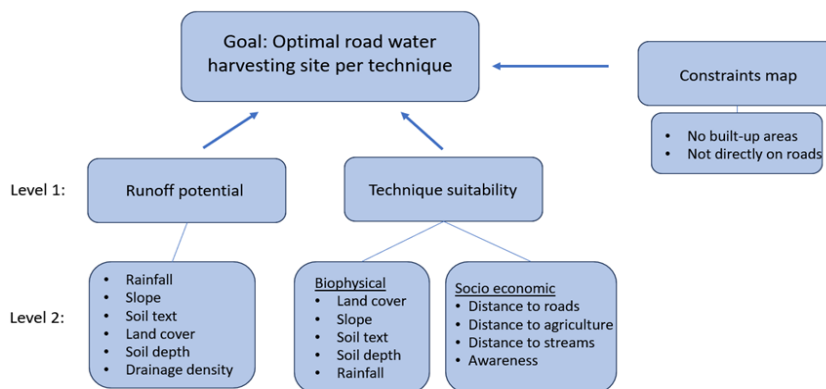 Goal: Optimal road water
harvesting site per technique
Constraints map
• No built-up areas
• Not directly on roads
Level 1:
Runoff potential
Technique suitability
Level 2:
• Rainfall
• Slope
• Soil text
• Land cover
• Soil depth
• Drainage density
Biophysical
• Land cover
• Slope
• Soil text
• Soil depth
• Rainfall
Socio economic
• Distance to roads
• Distance to agriculture
• Distance to streams
• Awareness